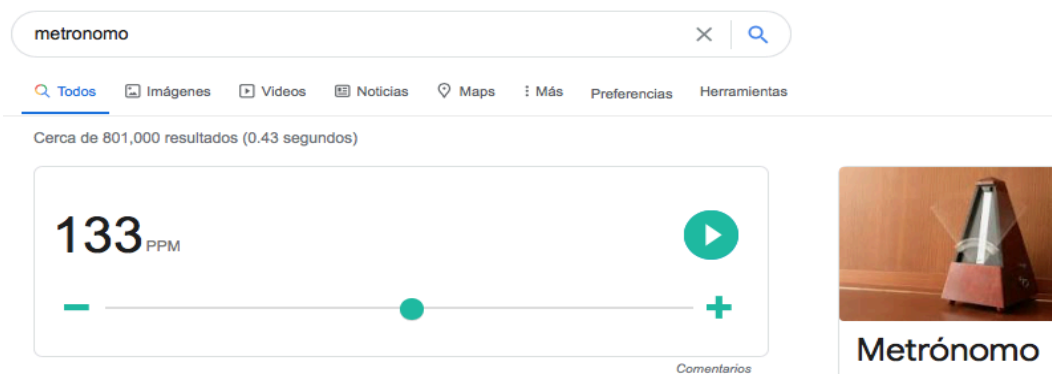 metronomo
Todos Imágenes Videos Noticias Maps Más Preferencias Herramientas
Cerca de 801,000 resultados (0.43 segundos)
133 PPM
Comentarios
Metrónomo